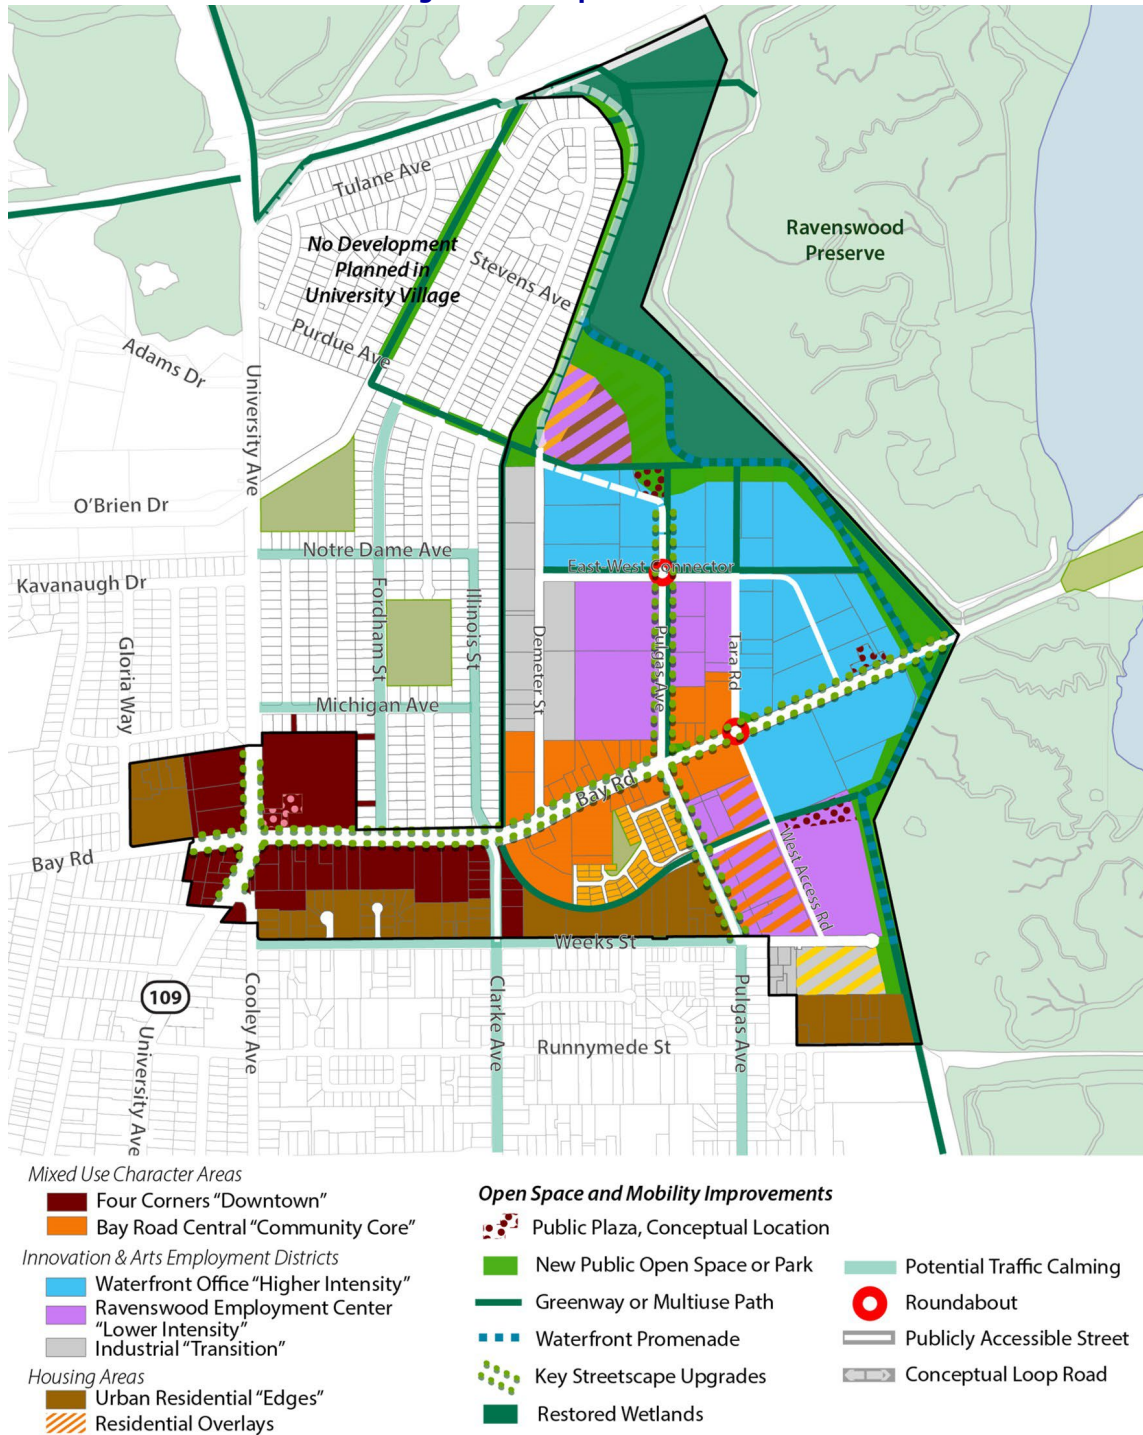 Tulane Ave
No Development
Planned in
University Village
Stevens Ave
Purdue Ave
Ravenswood
Preserve
Adams Dr
University Ave
O'Brien Dr
Notre Dame Ave
Kavanaugh Dr
East-West Connector
Fordham St
Illinois St
Gloria Way
Demeter St
Pulgas Ave
Tara Rd
Michigan Ave
Bay Rd
Bay Rd
West Access Rd
Weeks St
109
Cooley Ave
Clarke Ave
Pulgas Ave
University Ave
Runnymede St
Mixed Use Character Areas
Four Corners "Downtown"
Bay Road Central "Community Core"
Innovation & Arts Employment Districts
Waterfront Office "Higher Intensity"
Ravenswood Employment Center
"Lower Intensity"
Industrial "Transition"
Housing Areas
Urban Residential "Edges"
Residential Overlays
Open Space and Mobility Improvements
Public Plaza, Conceptual Location
New Public Open Space or Park
Greenway or Multiuse Path
Waterfront Promenade
Key Streetscape Upgrades
Restored Wetlands
Potential Traffic Calming
Roundabout
Publicly Accessible Street
Conceptual Loop Road